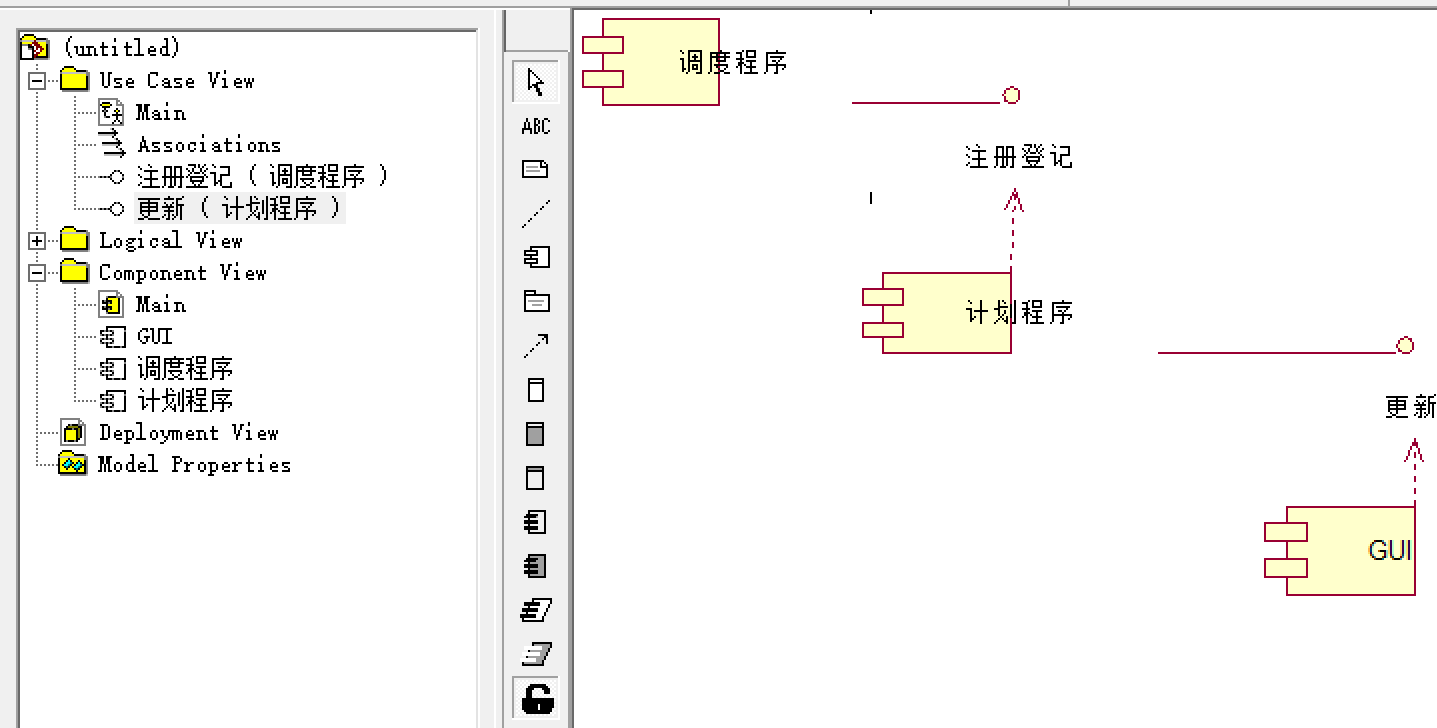 (untitled)
Use Case View
Main
Associations
注册登记 ( 调度程序 )
更新 ( 计划程序 )
Logical View
Component View
Main
GUI
调度程序
计划程序
Deployment View
Model Properties
ABC
调度程序
注册登记
计划程序
更新
GUI